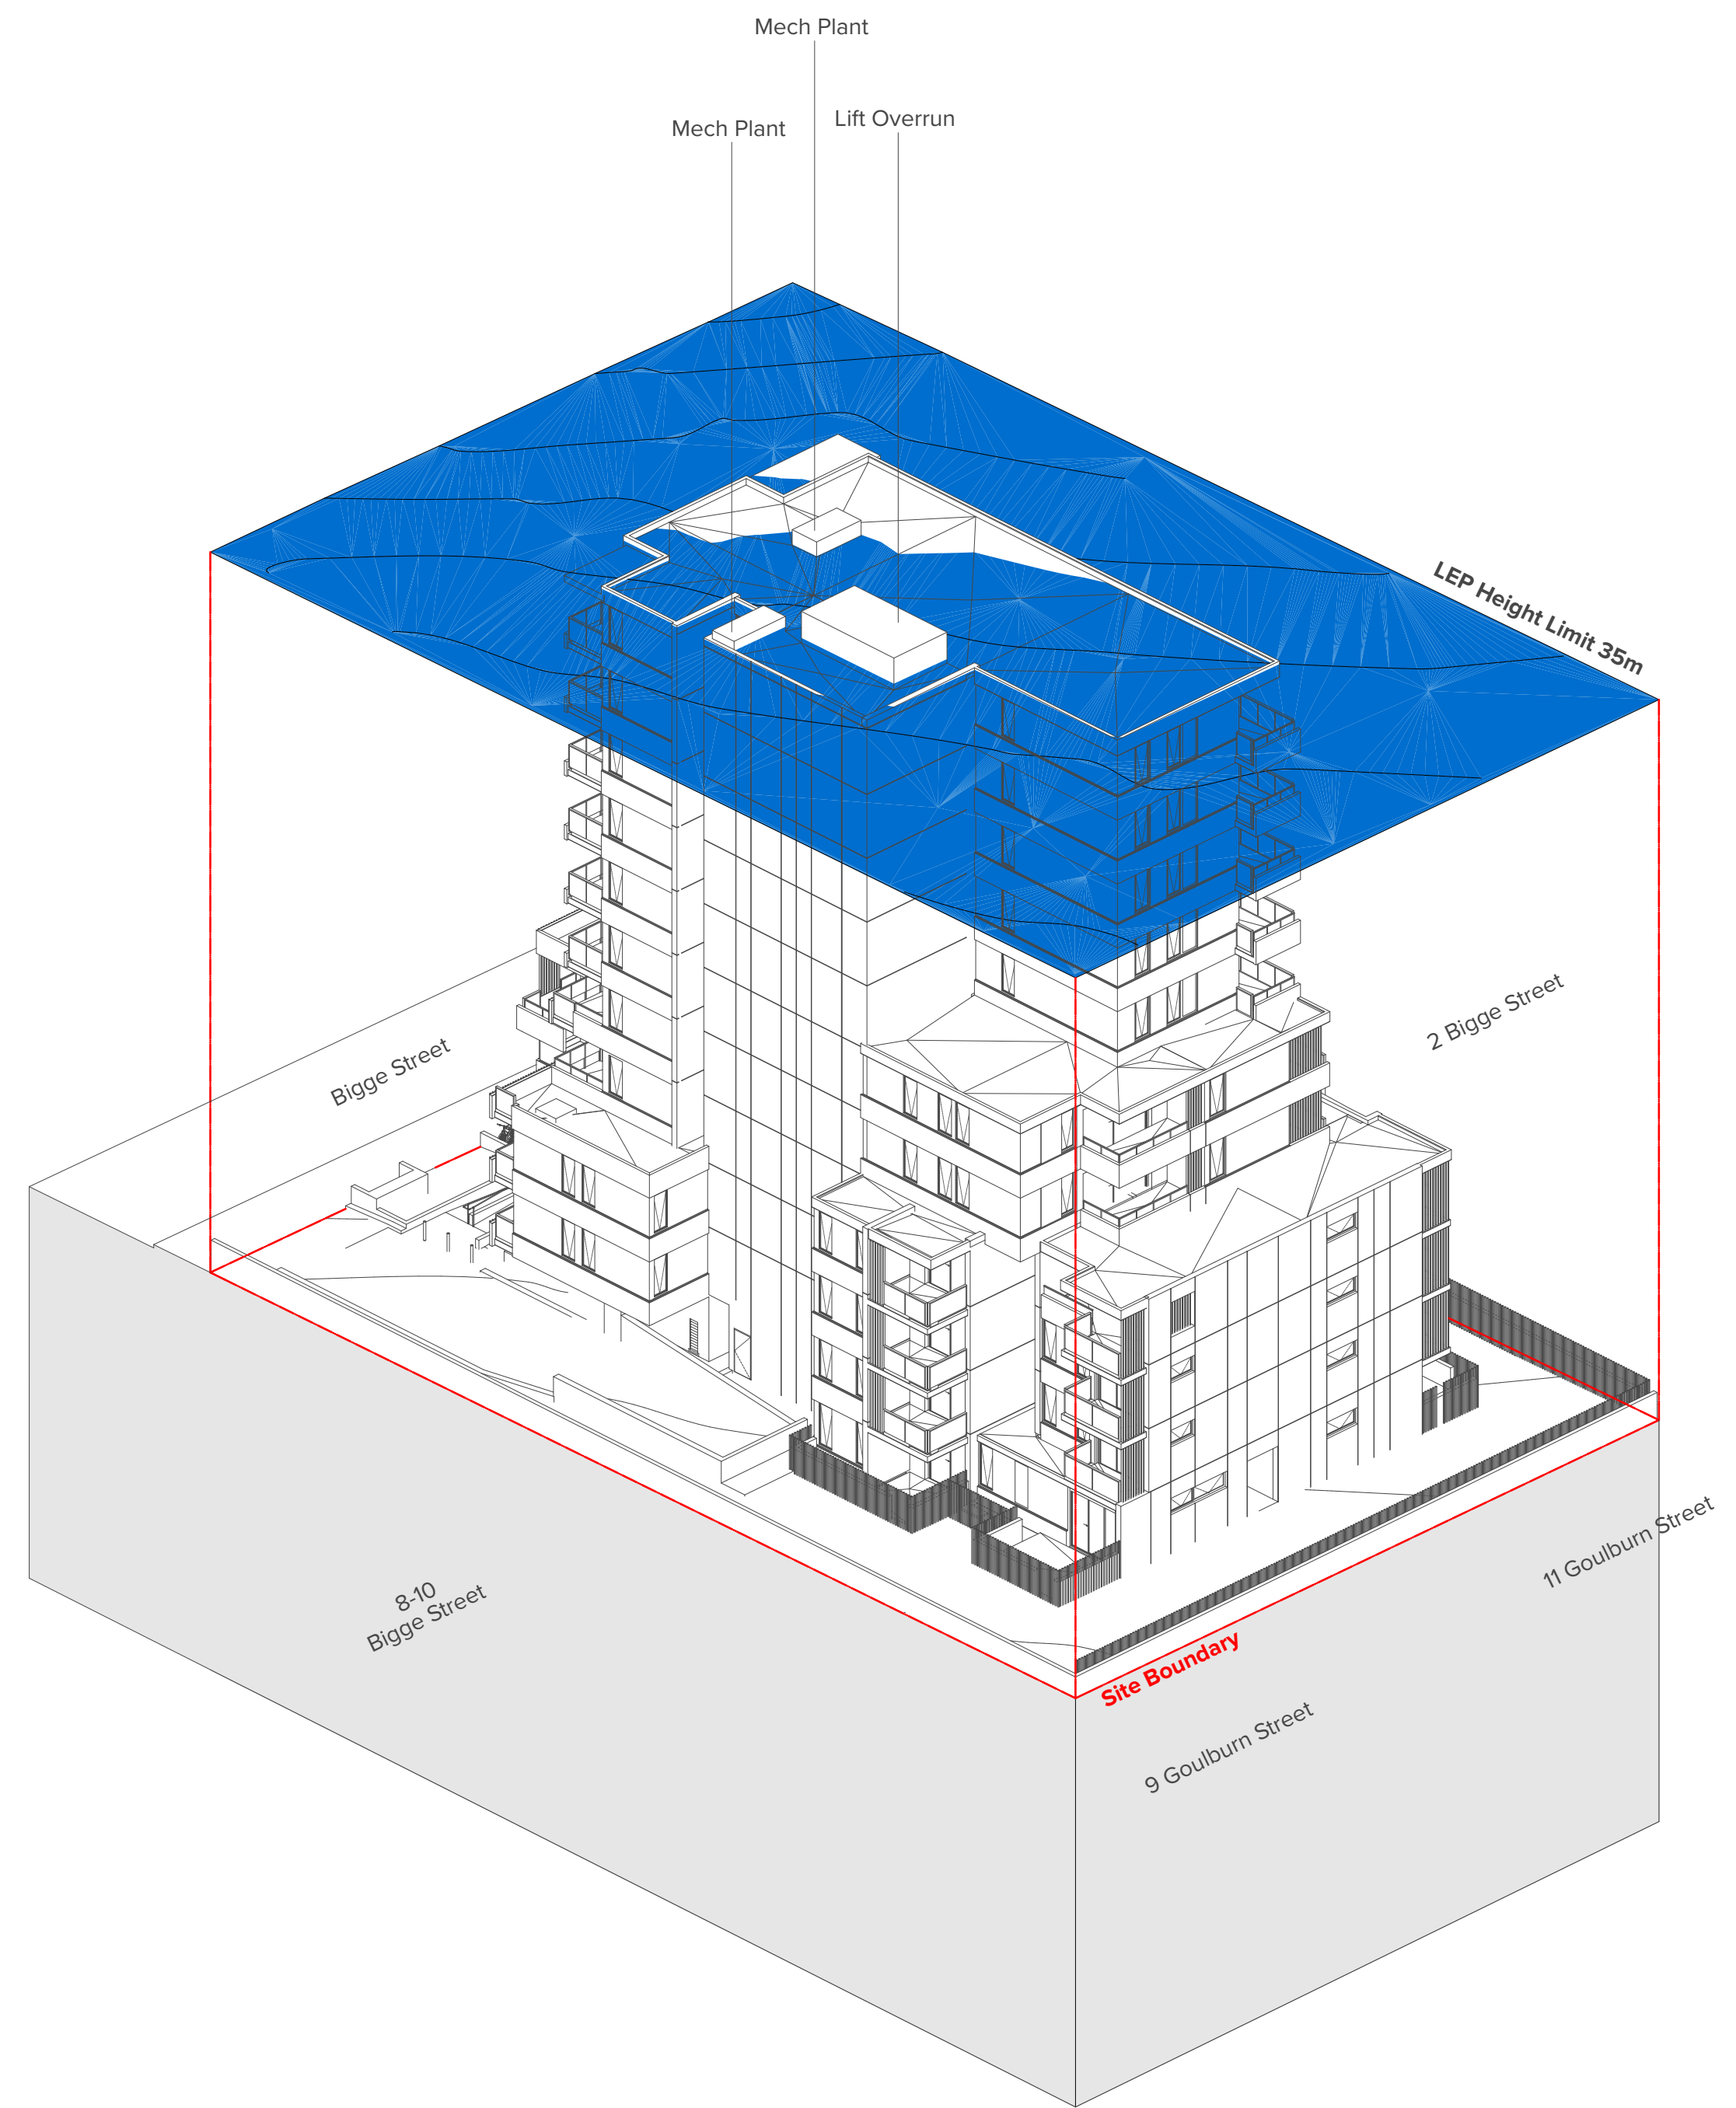 Mech Plant
Mech Plant
Lift Overrun
LEP Height Limit 35m
2 Bigge Street
Bigge Street
11 Goulburn Street
8-10
Bigge Street
Site Boundary
9 Goulburn Street